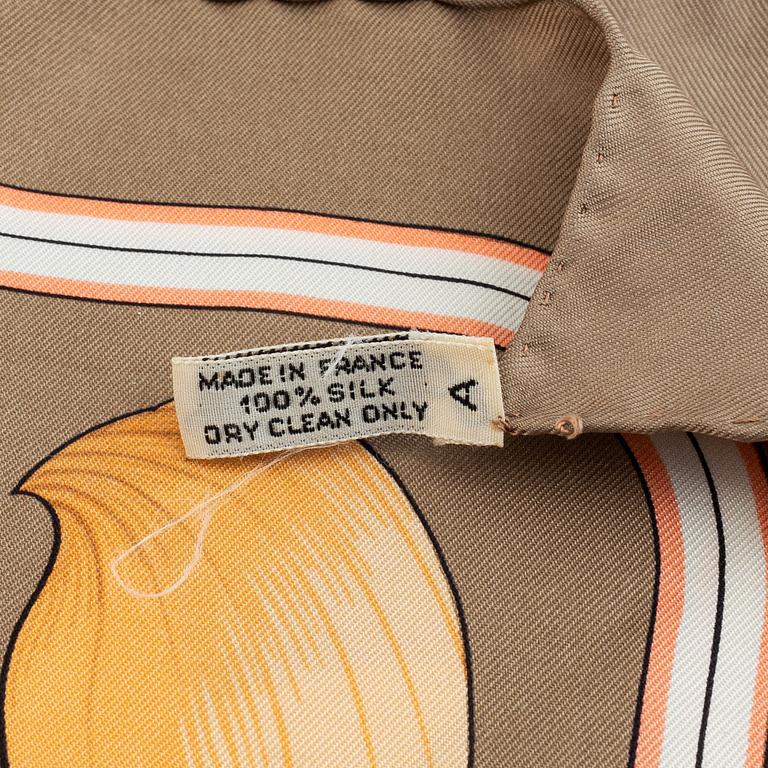 MADE IN FRANCE
100% SILK
DRY CLEAN ONLY
A